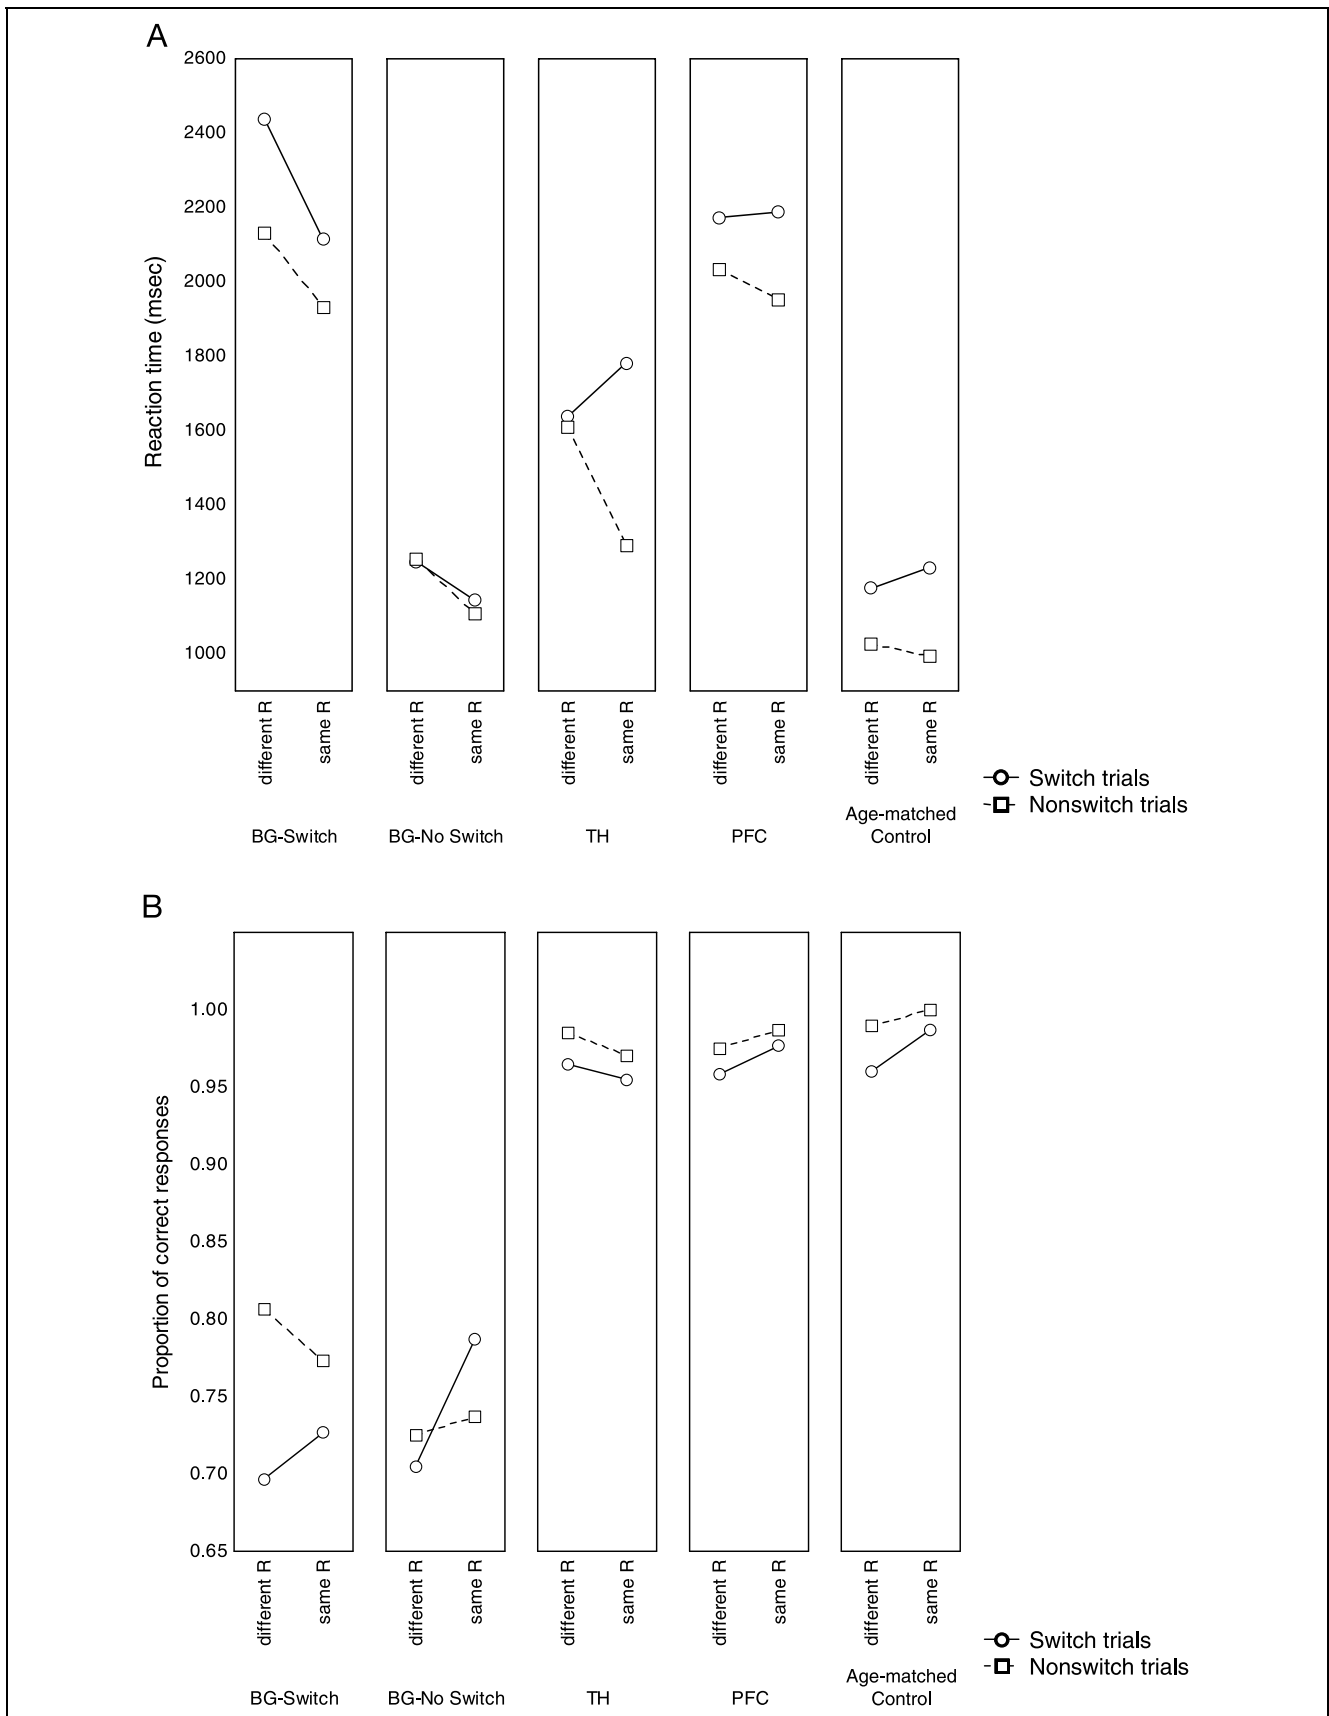 A
2600
2400
2200
2000
1800
1600
1400
1200
1000
Reaction time (msec)
different R
same R
different R
same R
different R
same R
different R
same R
different R
same R
Switch trials
Nonswitch trials
BG-Switch
BG-No Switch
TH
PFC
Age-matched
Control
B
1.00
0.95
0.90
0.85
0.80
0.75
0.70
0.65
Proportion of correct responses
different R
same R
different R
same R
different R
same R
different R
same R
different R
same R
Switch trials
Nonswitch trials
BG-Switch
BG-No Switch
TH
PFC
Age-matched
Control